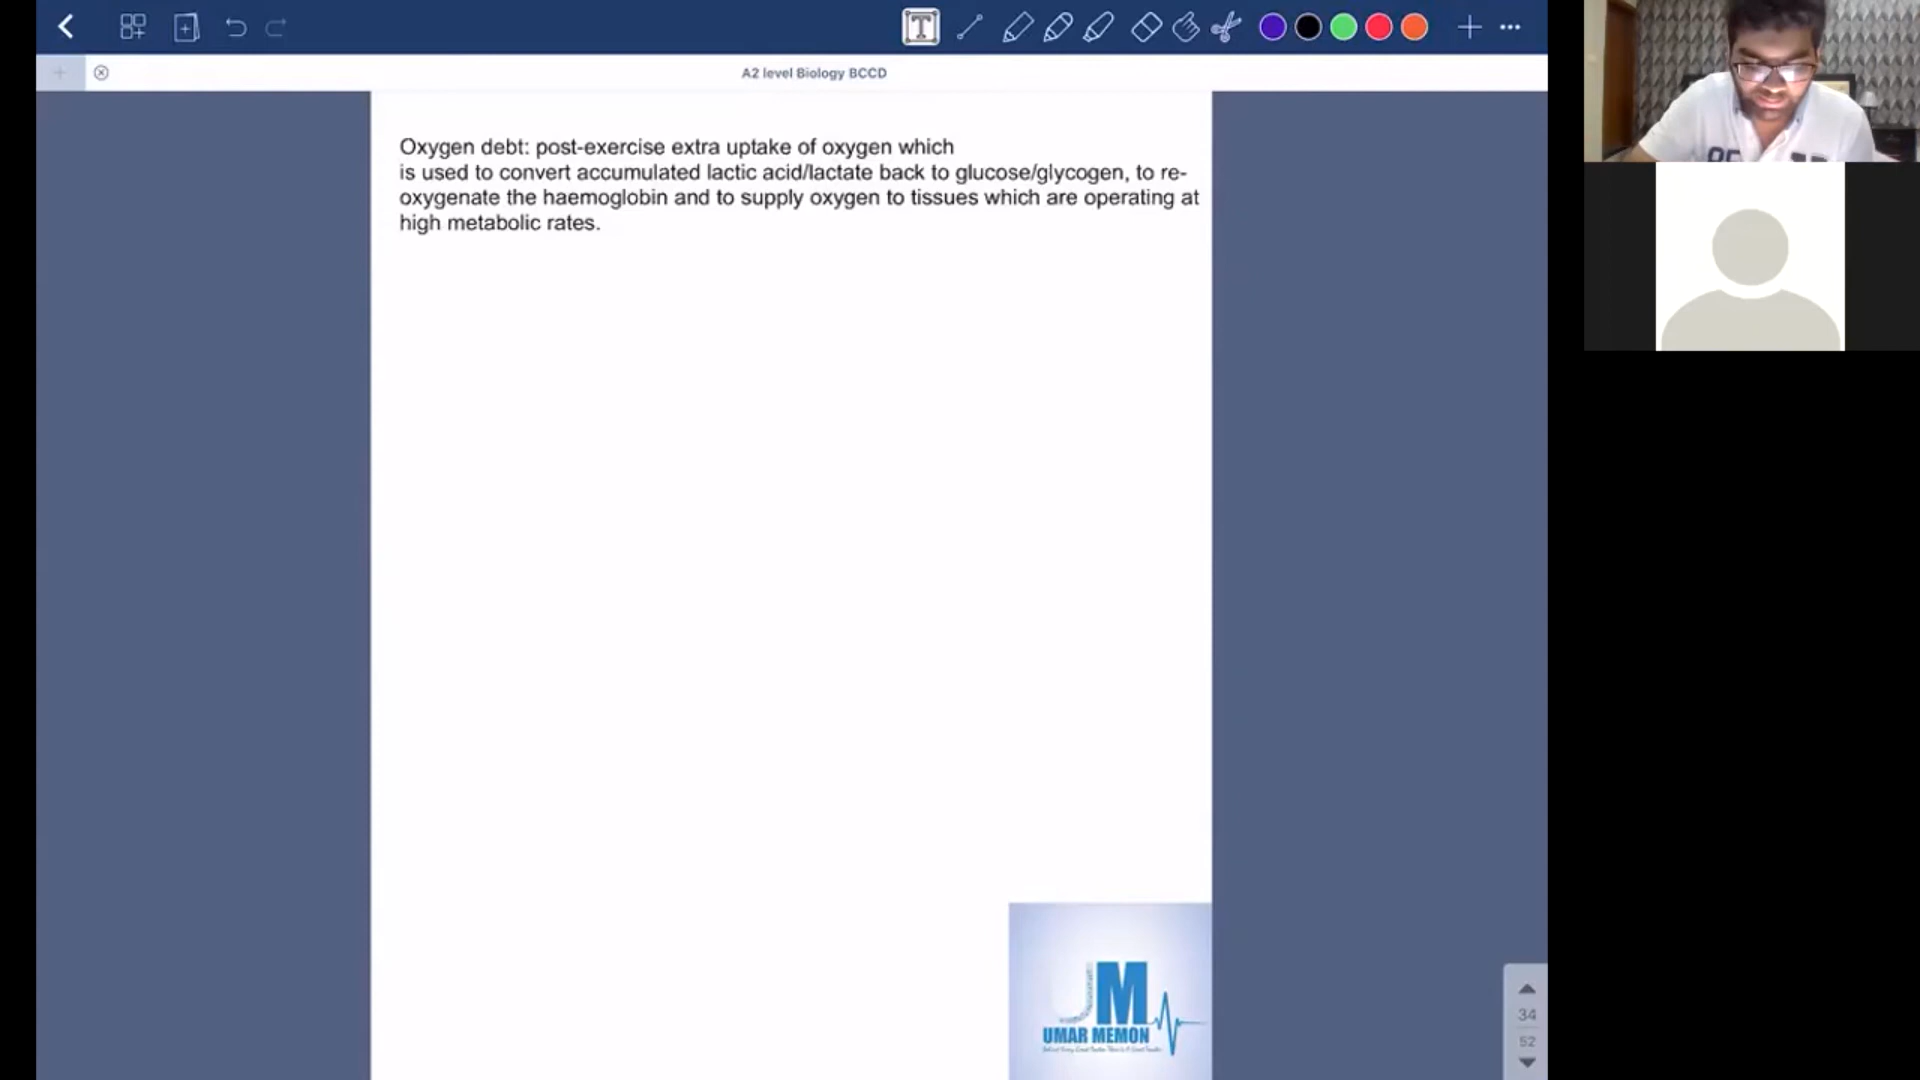 A2 level Biology BCCD
Oxygen debt: post-exercise extra uptake of oxygen which
is used to convert accumulated lactic acid/lactate back to glucose/glycogen, to re-
oxygenate the haemoglobin and to supply oxygen to tissues which are operating at
high metabolic rates.
UM
UMAR MEMON
34
52